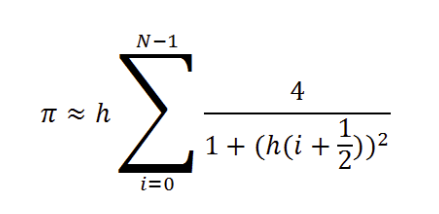 π ≈ h ∑_{i=0}^{N−1} 4 / (1 + (h(i + 1/2))²)